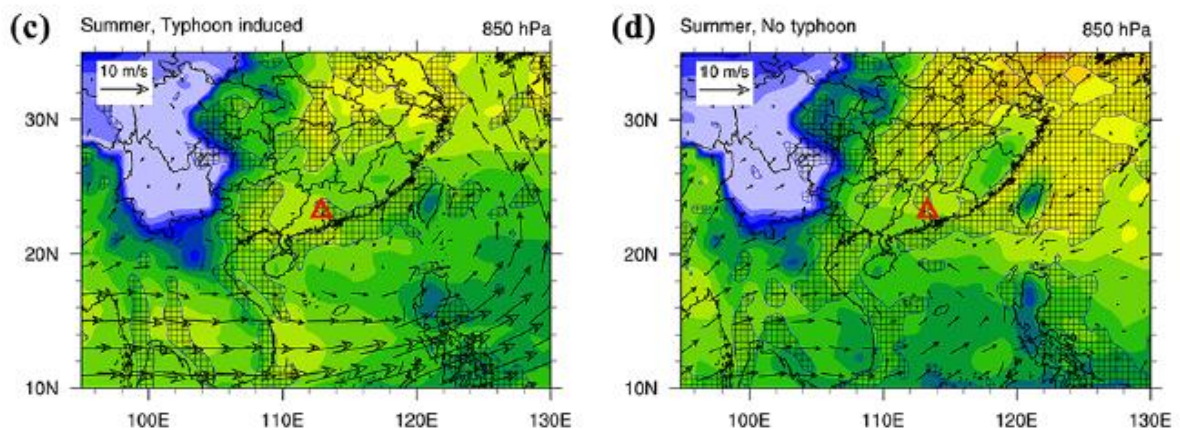 (c) Summer, Typhoon induced 850 hPa
10 m/s
30N
20N
10N
100E 110E 120E 130E
(d) Summer, No typhoon 850 hPa
10 m/s
30N
20N
10N
100E 110E 120E 130E